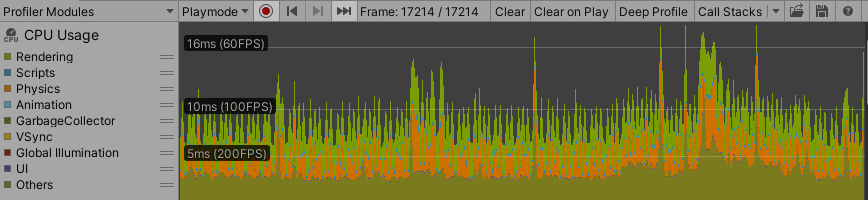 Profiler Modules Playmode Frame: 17214 / 17214 Clear Clear on Play Deep Profile Call Stacks
CPU CPU Usage
Rendering
Scripts
Physics
Animation
GarbageCollector
VSync
Global Illumination
UI
Others
16ms (60FPS)
10ms (100FPS)
5ms (200FPS)